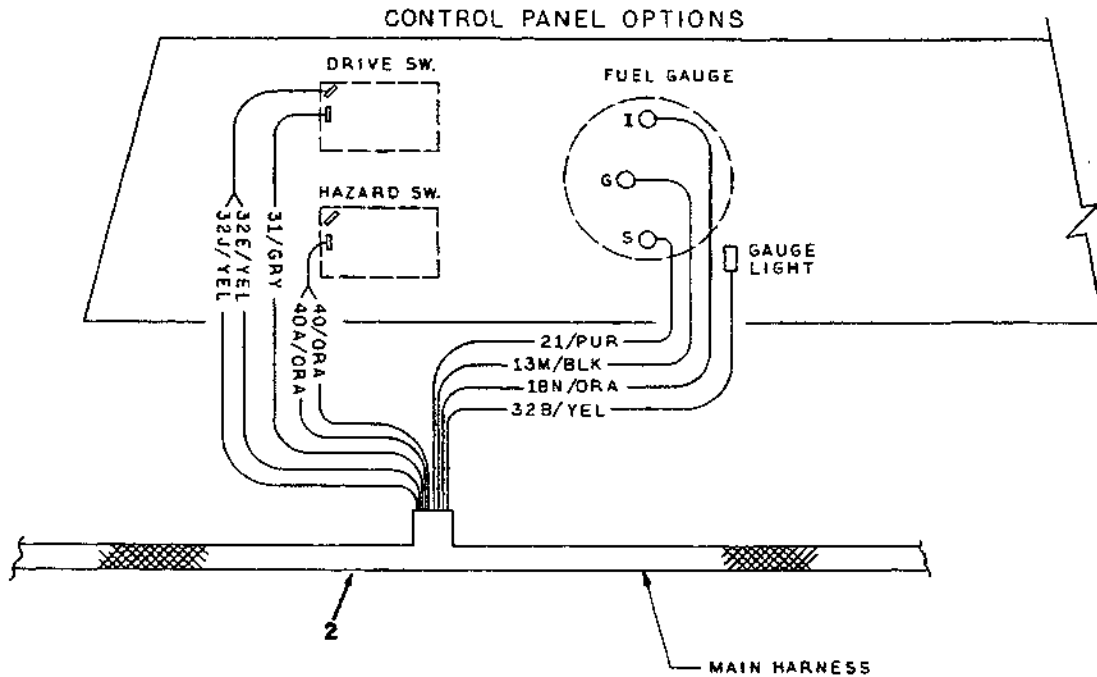 CONTROL PANEL OPTIONS
DRIVE SW.
FUEL GAUGE
I
G
HAZARD SW.
S
GAUGE
LIGHT
32J/YEL
32E/YEL
31/GRY
40A/ORA
40/ORA
21/PUR
13M/BLK
18N/ORA
32B/YEL
2
MAIN HARNESS